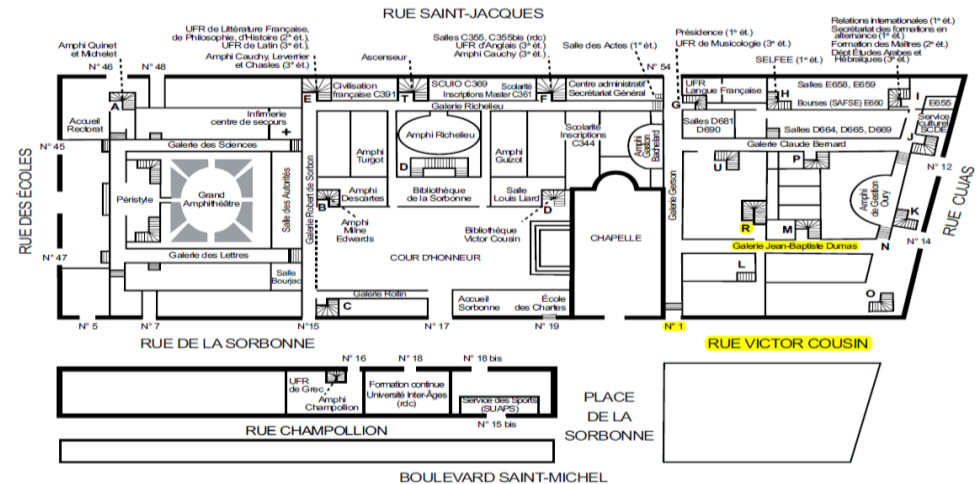 RUE SAINT-JACQUES
N° 46
N° 48
Amphi Quinet
et Michelet
UFR de Littérature Française,
de Philosophie, d'Histoire (2ᵉ ét.),
UFR de Latin (3ᵉ ét.),
Amphi Cauchy, Leverrier
et Chasles (3ᵉ ét.)
Ascenseur
Salles C355, C355bis (rdc)
UFR d'Anglais (3ᵉ ét.)
Amphi Cauchy (3ᵉ ét.)
Salle des Actes (1ᵉ ét.)
N° 54
Présidence (1ᵉ ét.)
UFR de Musicologie (3ᵉ ét.)
SELFEE (1ᵉ ét.)
Relations internationales (1ᵉ ét.)
Secrétariat des formations en
alternance (1ᵉ ét.)
Formation des Maîtres (2ᵉ ét.)
Dépt Études Arabes et
Hébraïques (3ᵉ ét.)
A
E
Civilisation
française C391
T
SCUIO C369
Inscriptions Master C361
Scolarité
F
Centre administratif
Secrétariat Général
G
UFR
Langue Française
H
Salles E658, E659
Bourses (SAFSE) E660
I
E655
Galerie Richelieu
Accueil
Rectorat
Infirmerie
centre de secours
Service
culturel
SCDE
Salles D681
D690
Salles D664, D665, D669
J
N° 45
Galerie des Sciences
Amphi Richelieu
Scolarité
Inscriptions
C344
Amphi
Gestion
Bachelard
Galerie Claude Bernard
Amphi
Turgot
D
Amphi
Guizot
U
P
N° 12
RUE DES ÉCOLES
Péristyle
Grand
Amphithéâtre
Salle des Autorités
Galerie Robert de Sorbon
Amphi
Descartes
Bibliothèque
de la Sorbonne
Salle
Louis Liard
Galerie Gerson
Amphi
de Gestion
Oury
RUE CUJAS
B
D
K
Amphi
Milne
Edwards
Bibliothèque
Victor Cousin
CHAPELLE
R
M
N
N° 14
Galerie Jean-Baptiste Dumas
Galerie des Lettres
COUR D'HONNEUR
N° 47
L
Salle
Bourjac
Galerie Rollin
C
Accueil
Sorbonne
École
des Chartes
O
N° 5
N° 7
N°15
N° 17
N° 19
N° 1
RUE DE LA SORBONNE
RUE VICTOR COUSIN
N° 16
N° 18
N° 18 bis
UFR
de Grec
Amphi
Champollion
Formation continue
Université Inter-Âges
(rdc)
Service des Sports
(SUAPS)
N° 15 bis
PLACE
DE LA
SORBONNE
RUE CHAMPOLLION
BOULEVARD SAINT-MICHEL